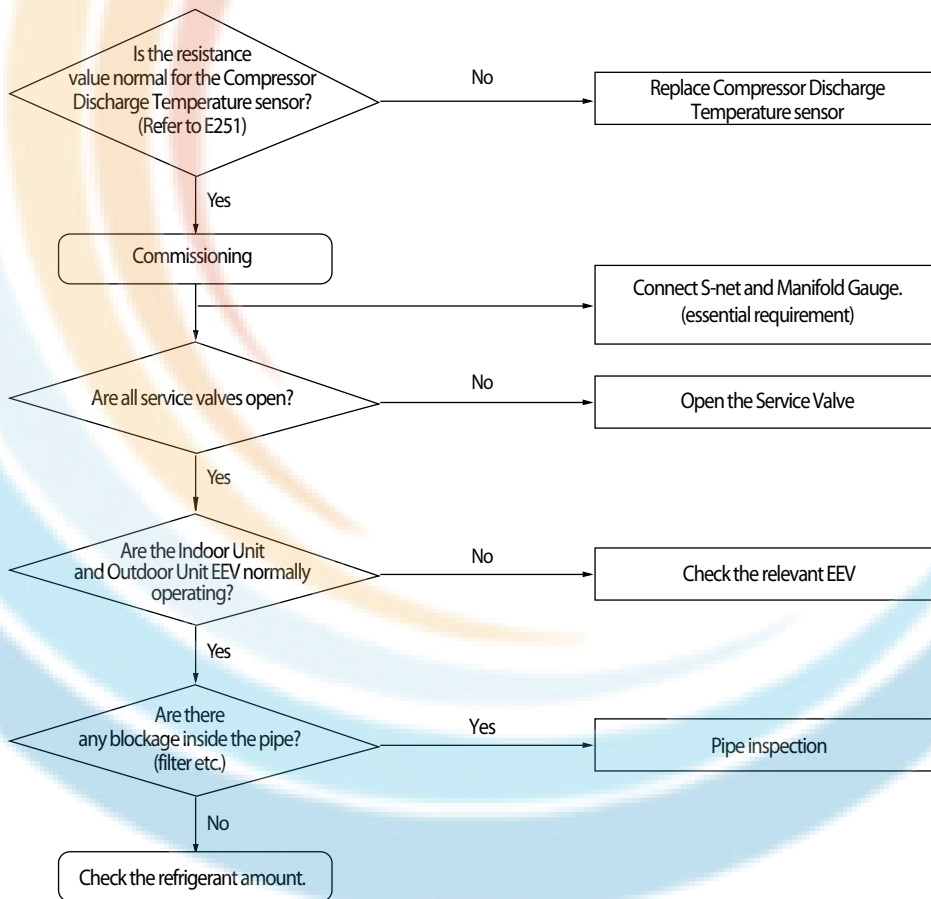 Is the resistance
value normal for the Compressor
Discharge Temperature sensor?
(Refer to E251)
No
Replace Compressor Discharge
Temperature sensor
Yes
Commissioning
Connect S-net and Manifold Gauge.
(essential requirement)
Are all service valves open?
No
Open the Service Valve
Yes
Are the Indoor Unit
and Outdoor Unit EEV normally
operating?
No
Check the relevant EEV
Yes
Are there
any blockage inside the pipe?
(filter etc.)
Yes
Pipe inspection
No
Check the refrigerant amount.